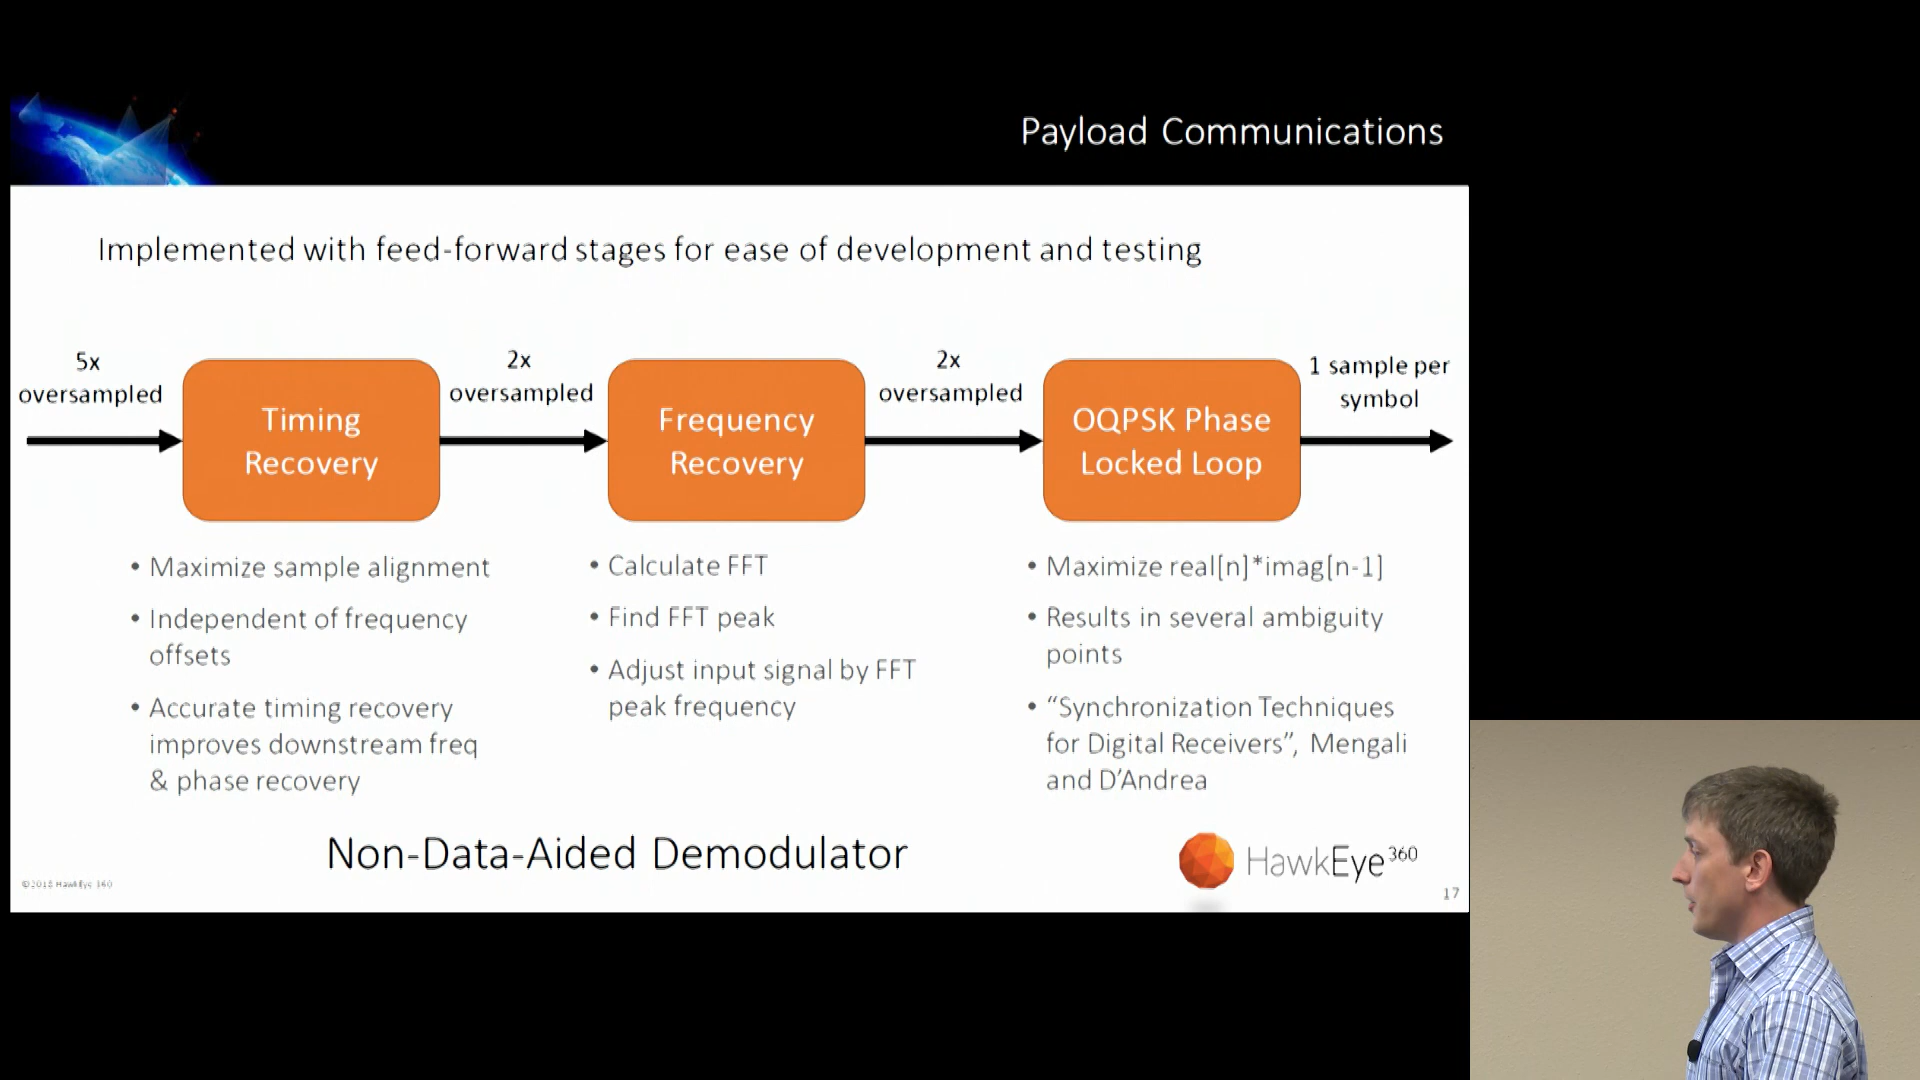 Payload Communications
Implemented with feed-forward stages for ease of development and testing
5x
oversampled
Timing
Recovery
2x
oversampled
Frequency
Recovery
2x
oversampled
OQPSK Phase
Locked Loop
1 sample per
symbol
• Maximize sample alignment
• Independent of frequency
offsets
• Accurate timing recovery
improves downstream freq
& phase recovery
• Calculate FFT
• Find FFT peak
• Adjust input signal by FFT
peak frequency
• Maximize real[n]*imag[n-1]
• Results in several ambiguity
points
• “Synchronization Techniques
for Digital Receivers”, Mengali
and D’Andrea
Non-Data-Aided Demodulator
HawkEye360
©2018 HawkEye 360
17